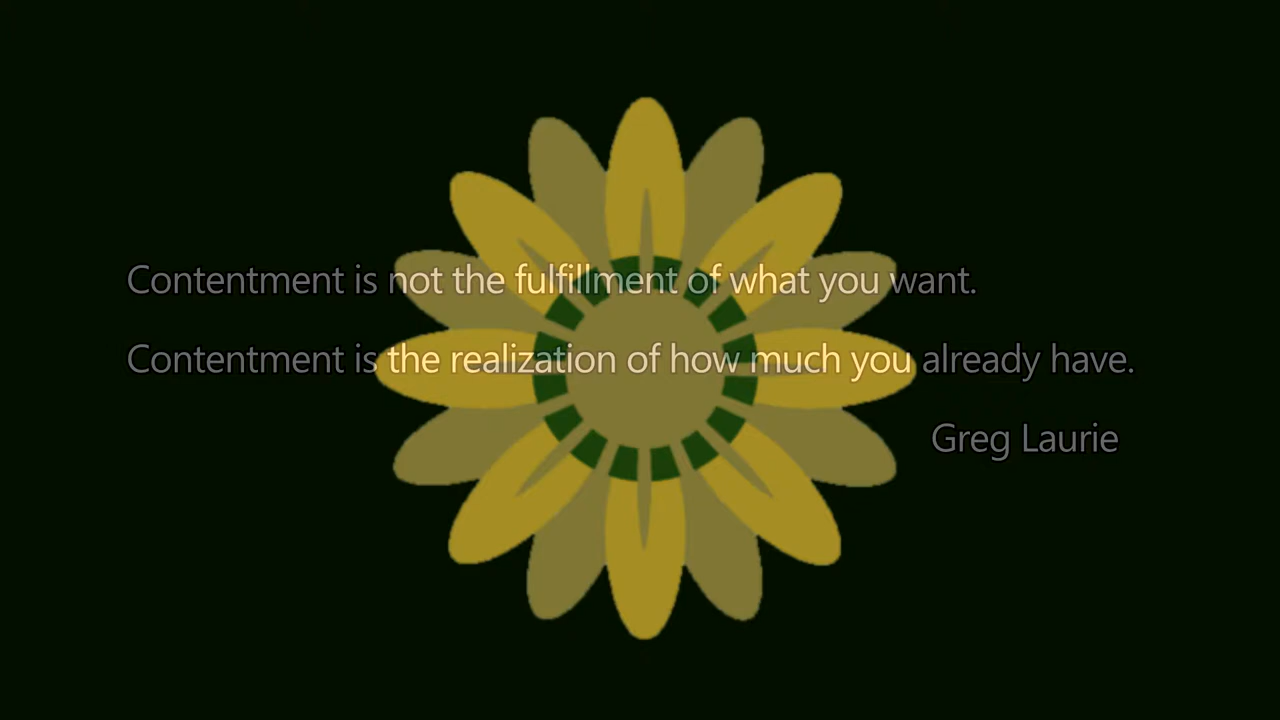 Contentment is not the fulfillment of what you want.
Contentment is the realization of how much you already have.
Greg Laurie